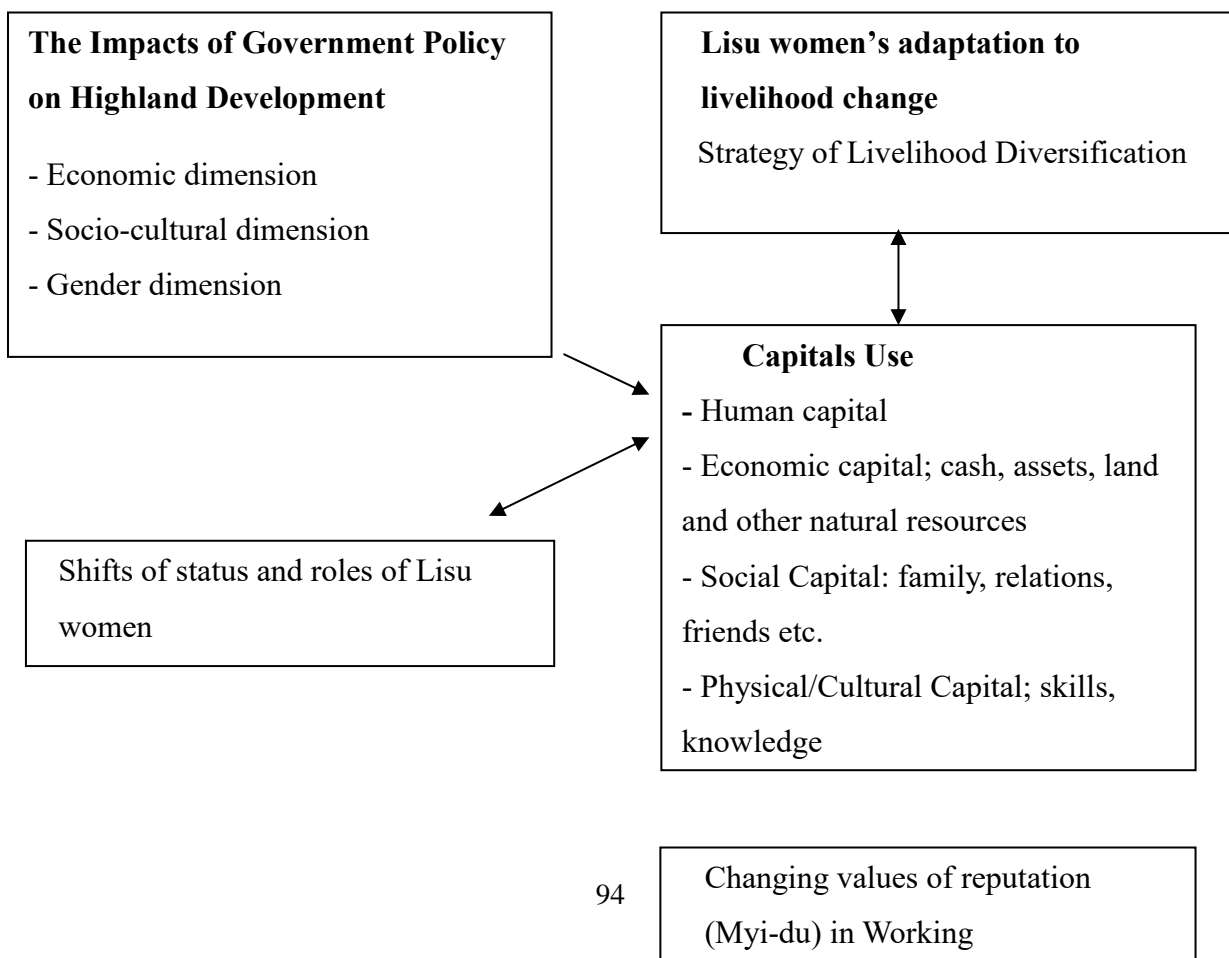 The Impacts of Government Policy
on Highland Development
- Economic dimension
- Socio-cultural dimension
- Gender dimension
Lisu women’s adaptation to
livelihood change
Strategy of Livelihood Diversification
Capitals Use
- Human capital
- Economic capital; cash, assets, land
and other natural resources
- Social Capital: family, relations,
friends etc.
- Physical/Cultural Capital; skills,
knowledge
Shifts of status and roles of Lisu
women
94
Changing values of reputation
(Myi-du) in Working